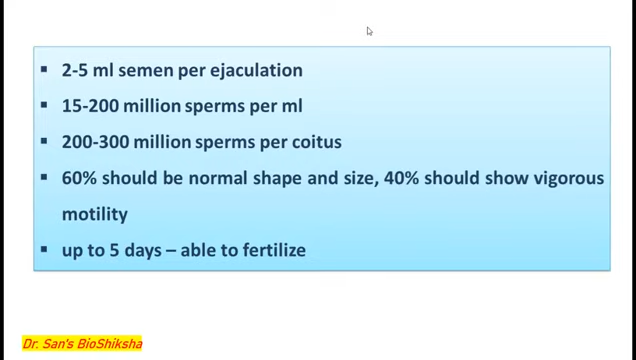 ▪ 2-5 ml semen per ejaculation
▪ 15-200 million sperms per ml
▪ 200-300 million sperms per coitus
▪ 60% should be normal shape and size, 40% should show vigorous
motility
▪ up to 5 days – able to fertilize
Dr. San's BioShiksha